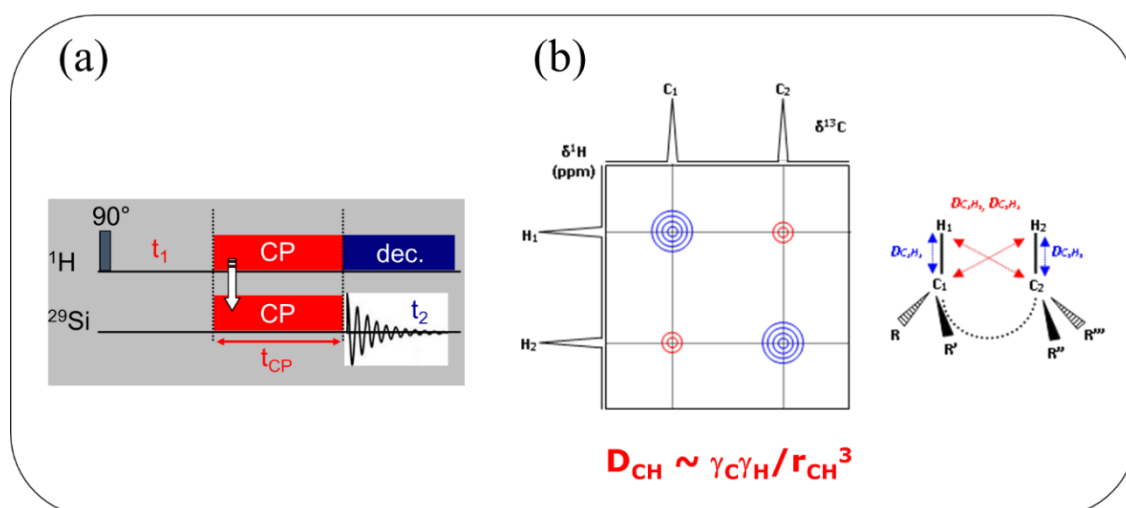 (a)
90°
¹H
t₁
CP
dec.
²⁹Si
CP
t₂
t_CP
(b)
C₁
C₂
δ¹³C
δ¹H
(ppm)
H₁
H₂
D_CH ~ γ_Cγ_H/r_CH³
H₁
H₂
C₁
C₂
R
R'
R''
R'''